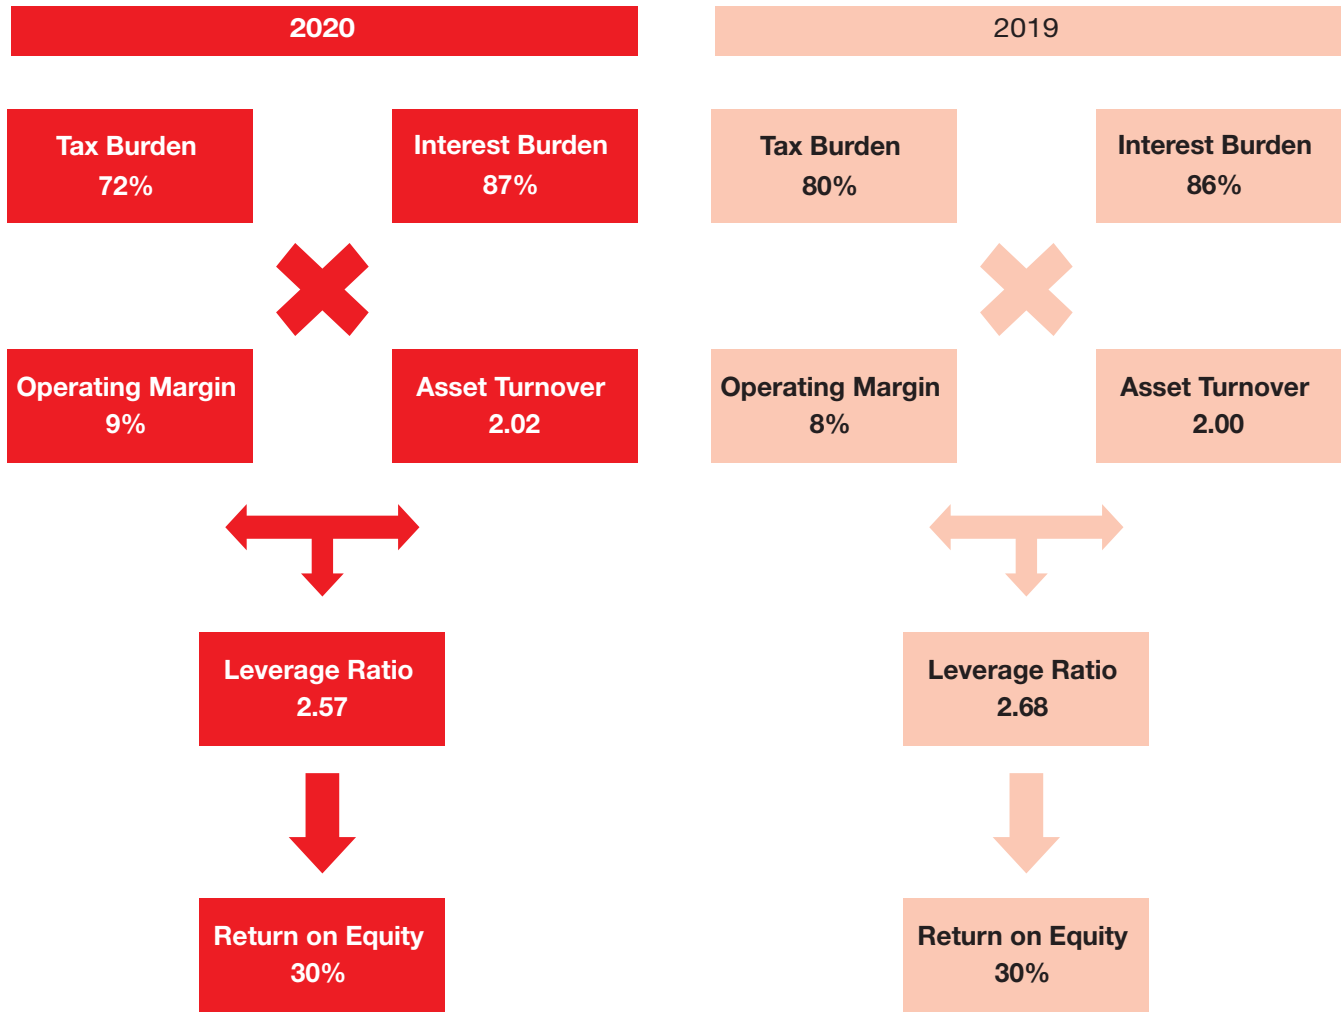 2020
Tax Burden
72%
Interest Burden
87%
Operating Margin
9%
Asset Turnover
2.02
Leverage Ratio
2.57
Return on Equity
30%
2019
Tax Burden
80%
Interest Burden
86%
Operating Margin
8%
Asset Turnover
2.00
Leverage Ratio
2.68
Return on Equity
30%